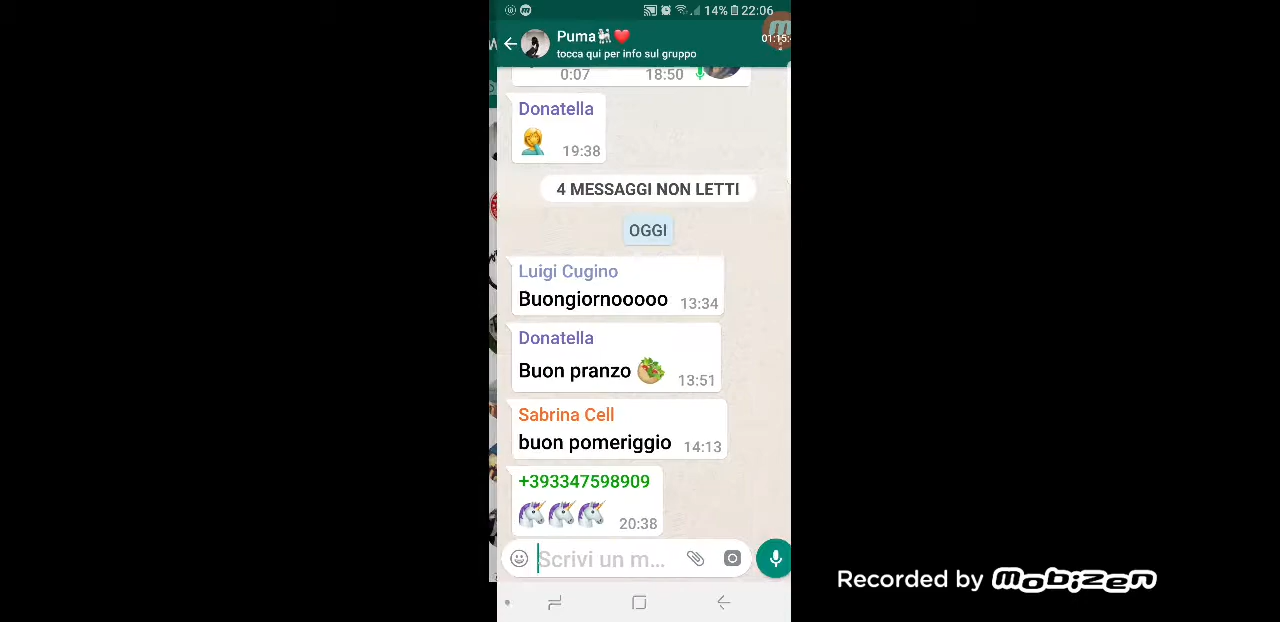 14% 22:06
Puma
tocca qui per info sul gruppo
01:15:
0:07 18:50
Donatella
19:38
4 MESSAGGI NON LETTI
OGGI
Luigi Cugino
Buongiornooooo 13:34
Donatella
Buon pranzo 13:51
Sabrina Cell
buon pomeriggio 14:13
+393347598909
20:38
Scrivi un m...
Recorded by mobizen